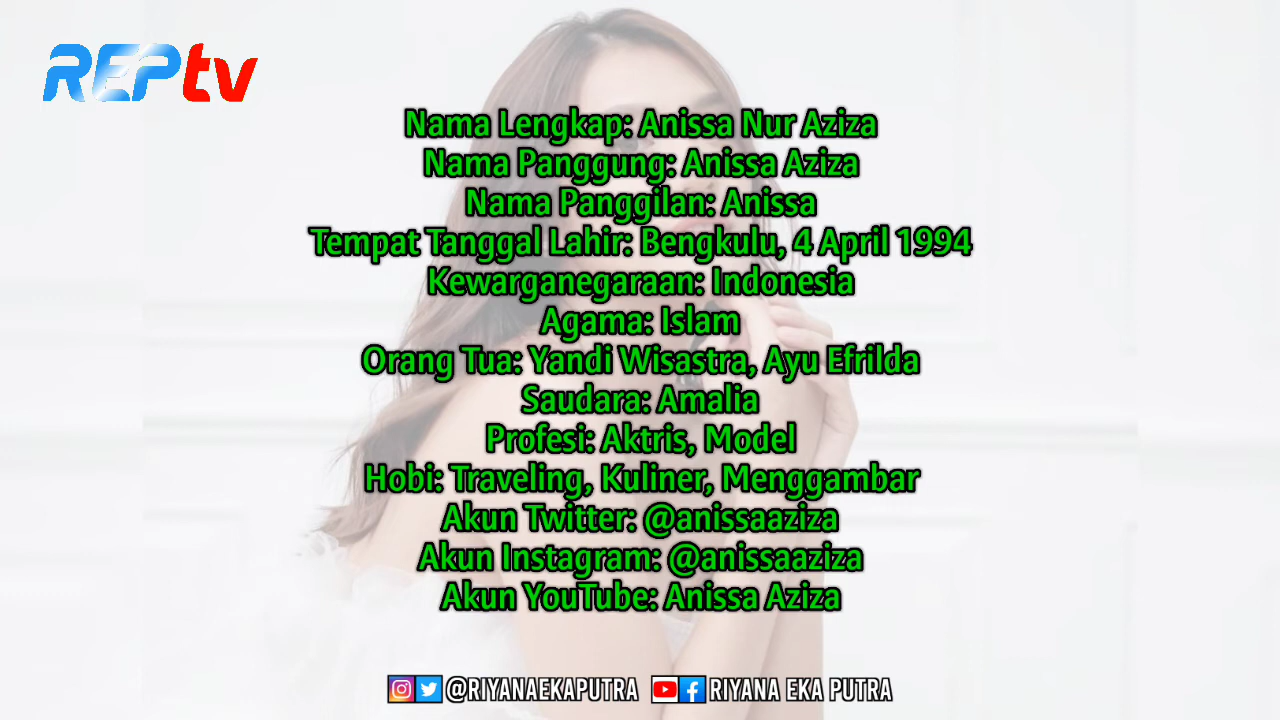 REPtv
Nama Lengkap: Anissa Nur Aziza
Nama Panggung: Anissa Aziza
Nama Panggilan: Anissa
Tempat Tanggal Lahir: Bengkulu, 4 April 1994
Kewarganegaraan: Indonesia
Agama: Islam
Orang Tua: Yandi Wisastra, Ayu Efrilda
Saudara: Amalia
Profesi: Aktris, Model
Hobi: Traveling, Kuliner, Menggambar
Akun Twitter: @anissaaziza
Akun Instagram: @anissaaziza
Akun YouTube: Anissa Aziza
@RIYANAEKAPUTRA RIYANA EKA PUTRA